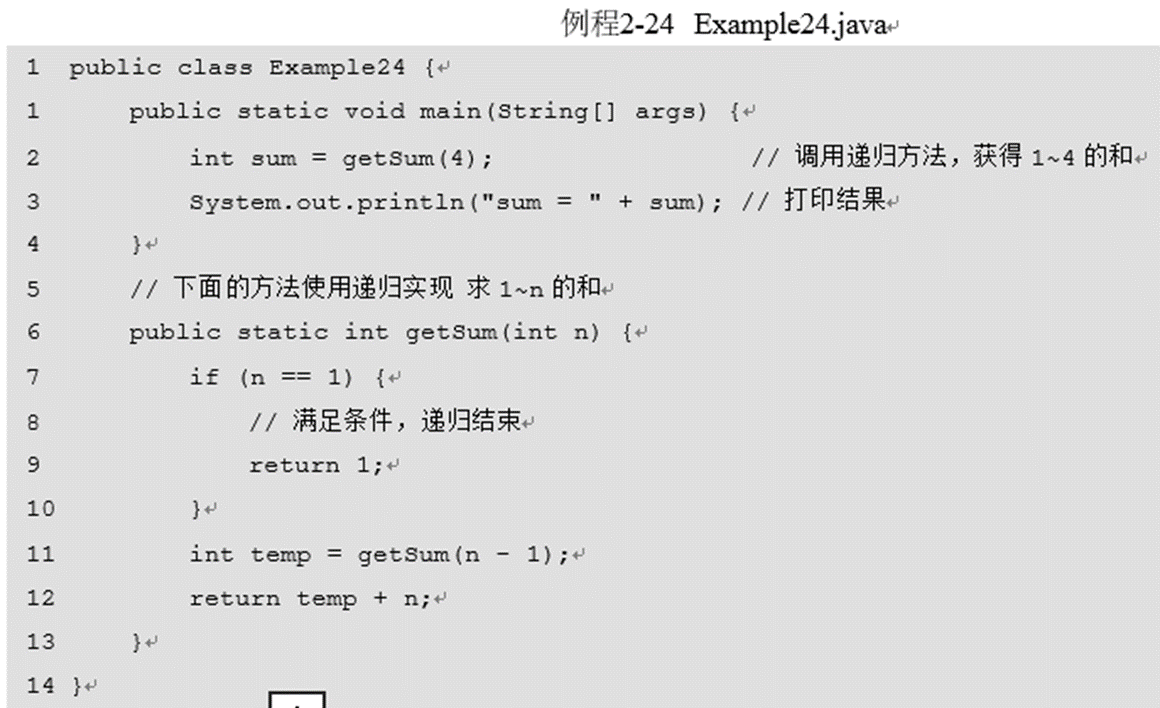 例程2-24 Example24.java↵
1 public class Example24 {↵
1     public static void main(String[] args) {↵
2         int sum = getSum(4);                 // 调用递归方法，获得 1~4 的和↵
3         System.out.println("sum = " + sum); // 打印结果↵
4     }↵
5     // 下面的方法使用递归实现 求 1~n 的和↵
6     public static int getSum(int n) {↵
7         if (n == 1) {↵
8             // 满足条件，递归结束↵
9             return 1;↵
10         }↵
11         int temp = getSum(n - 1);↵
12         return temp + n;↵
13     }↵
14 }↵